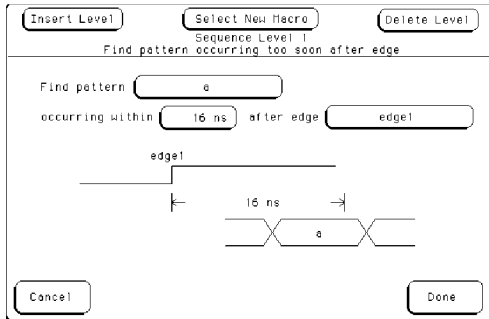 Insert Level Select New Macro Delete Level
Sequence Level 1
Find pattern occurring too soon after edge
Find pattern a
occurring within 16 ns after edge edge1
edge1
16 ns
a
Cancel Done